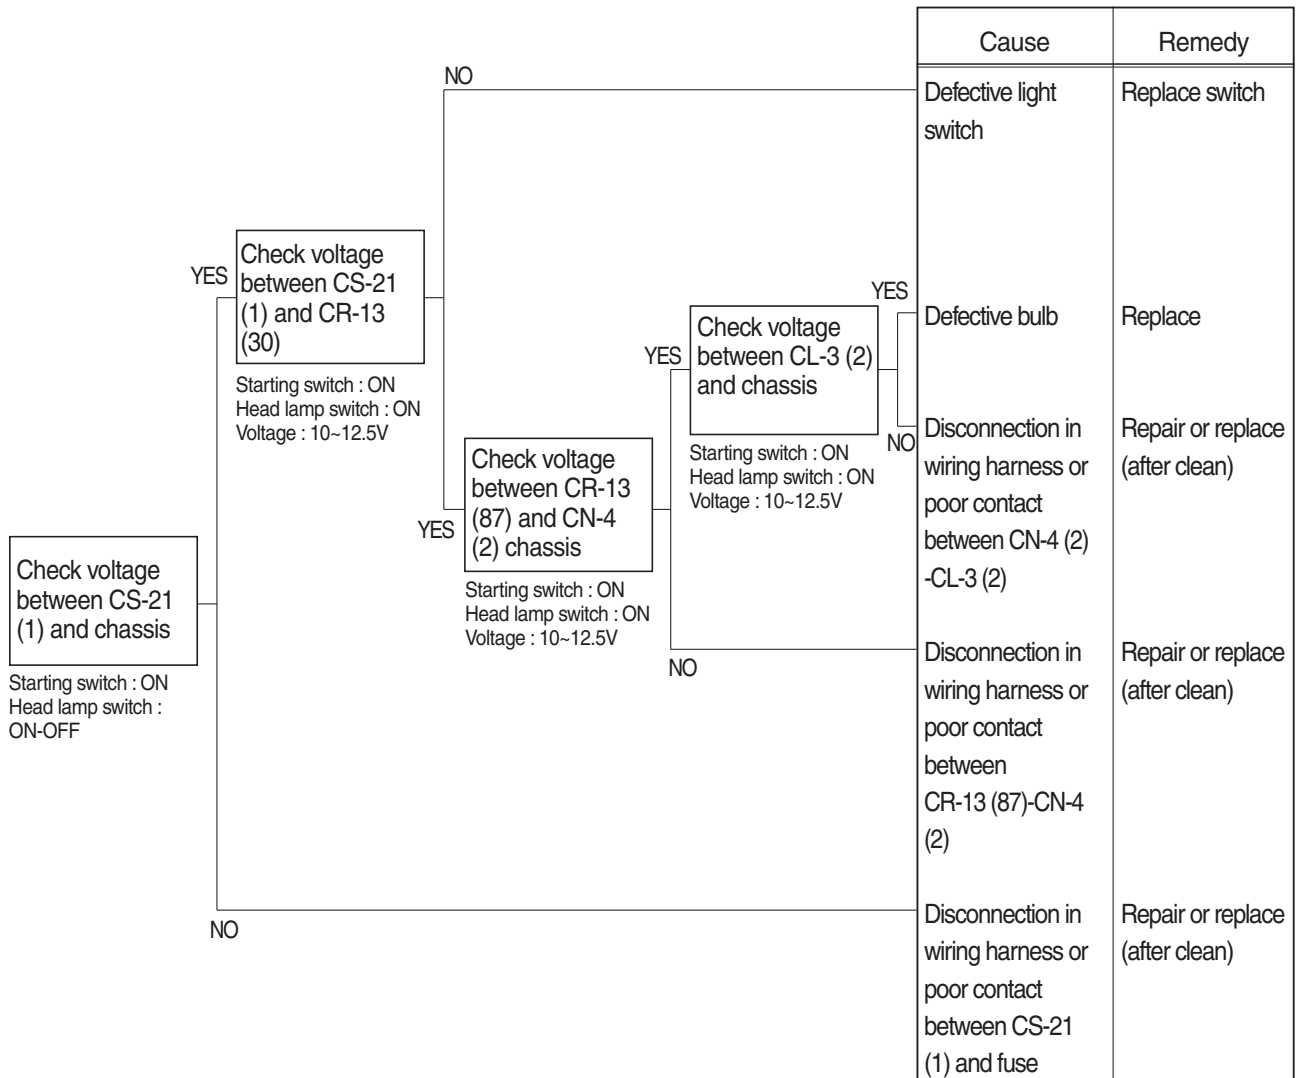 Cause
Remedy
NO
Defective light
switch
Replace switch
YES
Check voltage
between CS-21
(1) and CR-13
(30)
Starting switch : ON
Head lamp switch : ON
Voltage : 10~12.5V
YES
Defective bulb
Replace
YES
Check voltage
between CL-3 (2)
and chassis
Starting switch : ON
Head lamp switch : ON
Voltage : 10~12.5V
NO
Disconnection in
wiring harness or
poor contact
between CN-4 (2)
-CL-3 (2)
Repair or replace
(after clean)
YES
Check voltage
between CR-13
(87) and CN-4
(2) chassis
Starting switch : ON
Head lamp switch : ON
Voltage : 10~12.5V
NO
Disconnection in
wiring harness or
poor contact
between
CR-13 (87)-CN-4
(2)
Repair or replace
(after clean)
Check voltage
between CS-21
(1) and chassis
Starting switch : ON
Head lamp switch :
ON-OFF
NO
Disconnection in
wiring harness or
poor contact
between CS-21
(1) and fuse
Repair or replace
(after clean)